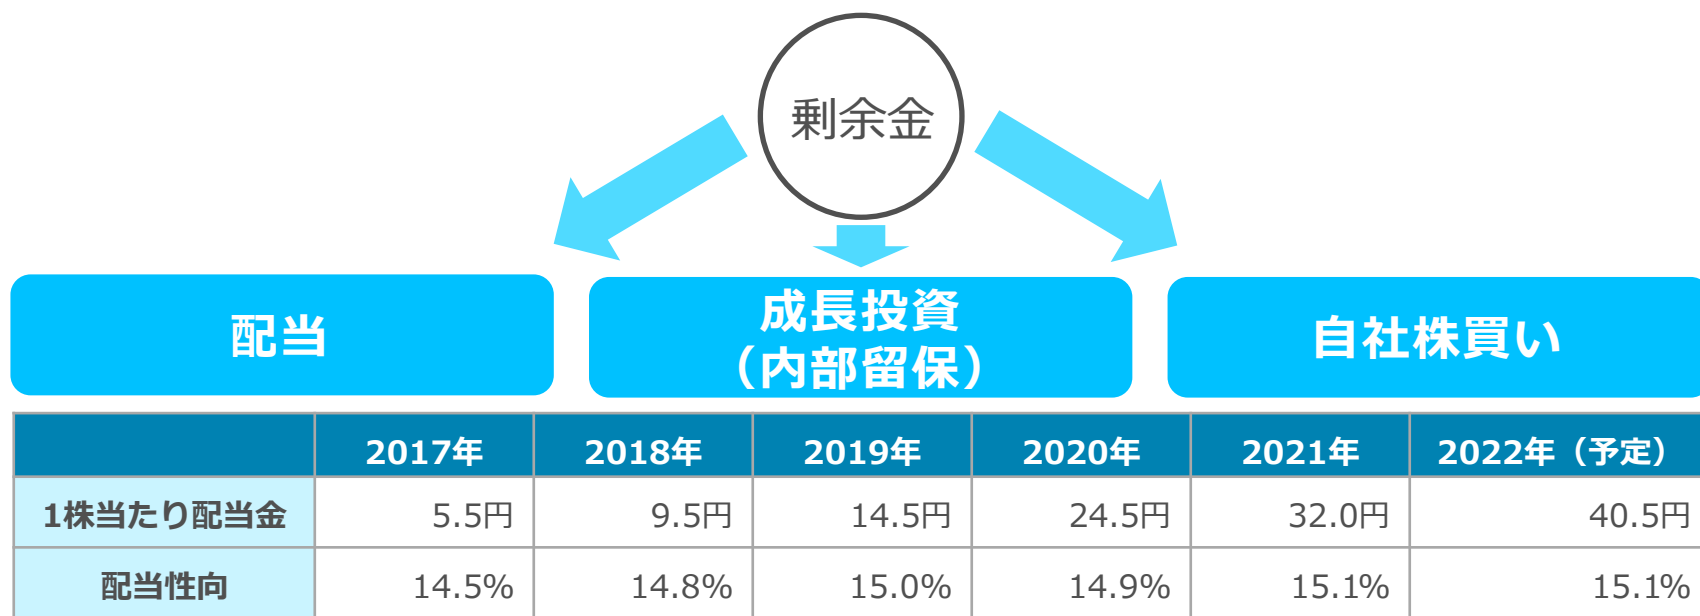 剰余金
配当
成長投資
（内部留保）
自社株買い
2017年 2018年 2019年 2020年 2021年 2022年（予定）
1株当たり配当金 5.5円 9.5円 14.5円 24.5円 32.0円 40.5円
配当性向 14.5% 14.8% 15.0% 14.9% 15.1% 15.1%